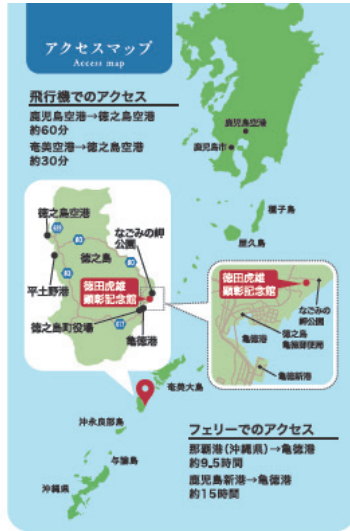 アクセスマップ
Access map
飛行機でのアクセス
鹿児島空港→徳之島空港
約60分
奄美空港→徳之島空港
約30分
鹿児島空港
鹿児島市
種子島
屋久島
徳之島空港
80
徳之島
なごみの岬
公園
80
80
平土野港
徳田虎雄
顕彰記念館
徳之島町役場
亀徳港
徳田虎雄
顕彰記念館
なごみの
岬公園
亀徳港
徳之島
亀徳郵便局
亀徳新港
奄美大島
沖永良部島
与論島
沖縄県
フェリーでのアクセス
那覇港(沖縄県)→亀徳港
約9.5時間
鹿児島新港→亀徳港
約15時間